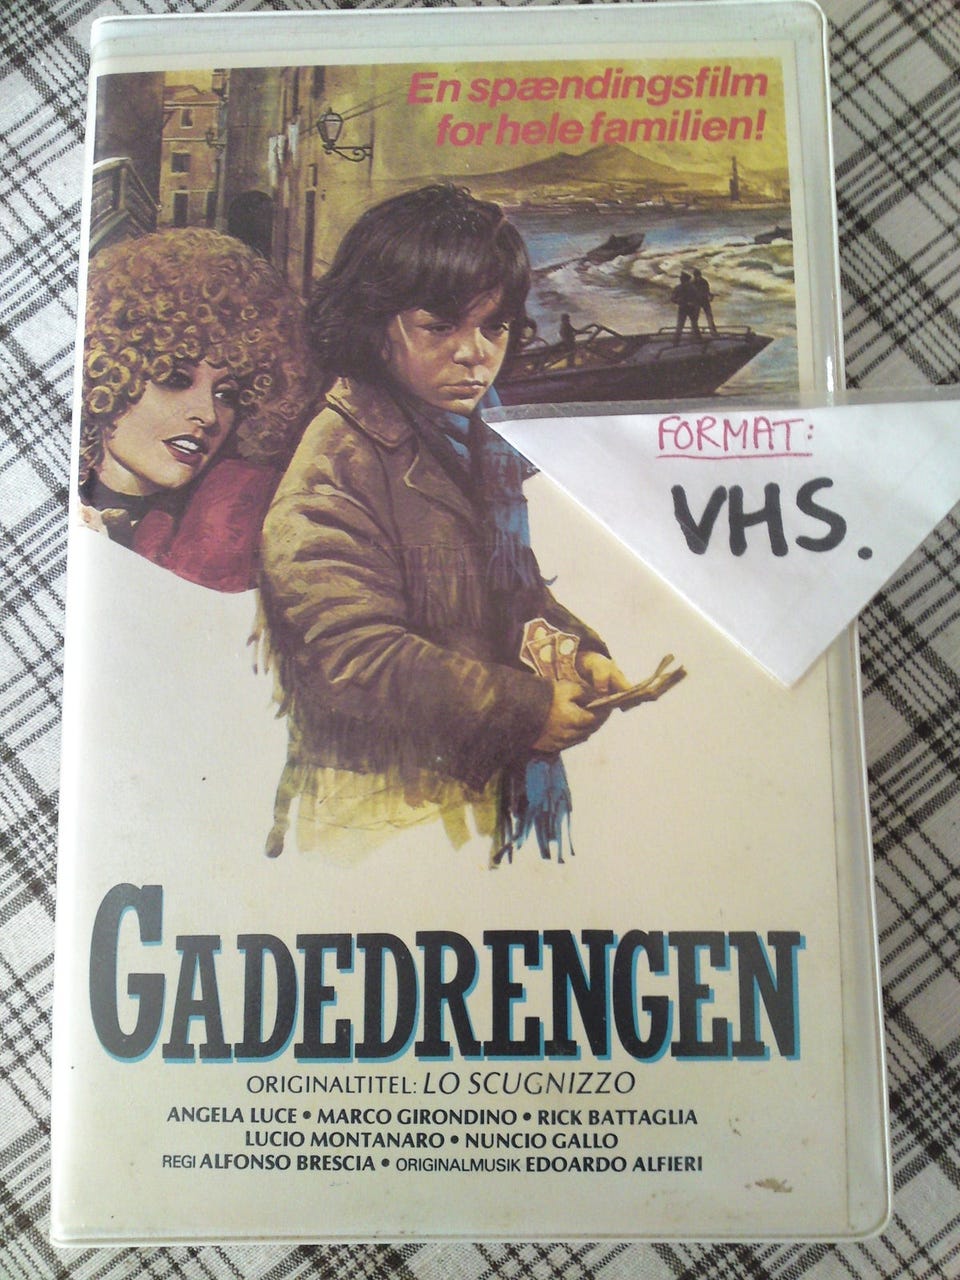 En spændingsfilm
for hele familien!
FORMAT:
VHS.
GADEDRENGEN
ORIGINALTITEL: LO SCUGNIZZO
ANGELA LUCE • MARCO GIRONDINO • RICK BATTAGLIA
LUCIO MONTANARO • NUNCIO GALLO
REGI ALFONSO BRESCIA • ORIGINALMUSIK EDOARDO ALFIERI